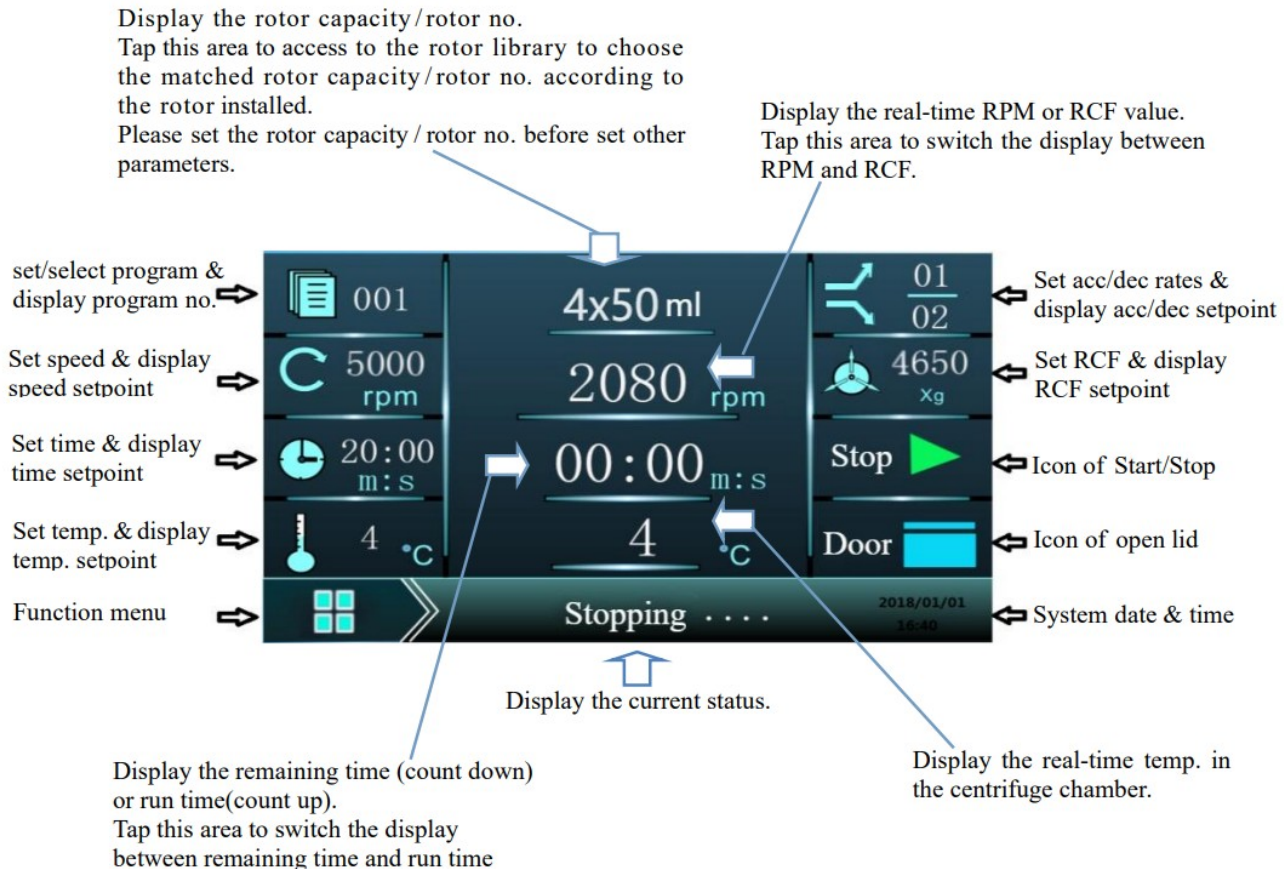 Display the rotor capacity/rotor no.
Tap this area to access to the rotor library to choose
the matched rotor capacity/rotor no. according to
the rotor installed.
Please set the rotor capacity / rotor no. before set other
parameters.
Display the real-time RPM or RCF value.
Tap this area to switch the display between
RPM and RCF.
set/select program &
display program no.
Set speed & display
speed setpoint
Set time & display
time setpoint
Set temp. & display
temp. setpoint
Function menu
001
5000
rpm
20:00
m:s
4 °C
4x50 ml
2080 rpm
00:00 m:s
4 °C
Stopping ····
01
02
4650
Xg
Stop
Door
2018/01/01
16:40
Set acc/dec rates &
display acc/dec setpoint
Set RCF & display
RCF setpoint
Icon of Start/Stop
Icon of open lid
System date & time
Display the current status.
Display the remaining time (count down)
or run time(count up).
Tap this area to switch the display
between remaining time and run time
Display the real-time temp. in
the centrifuge chamber.